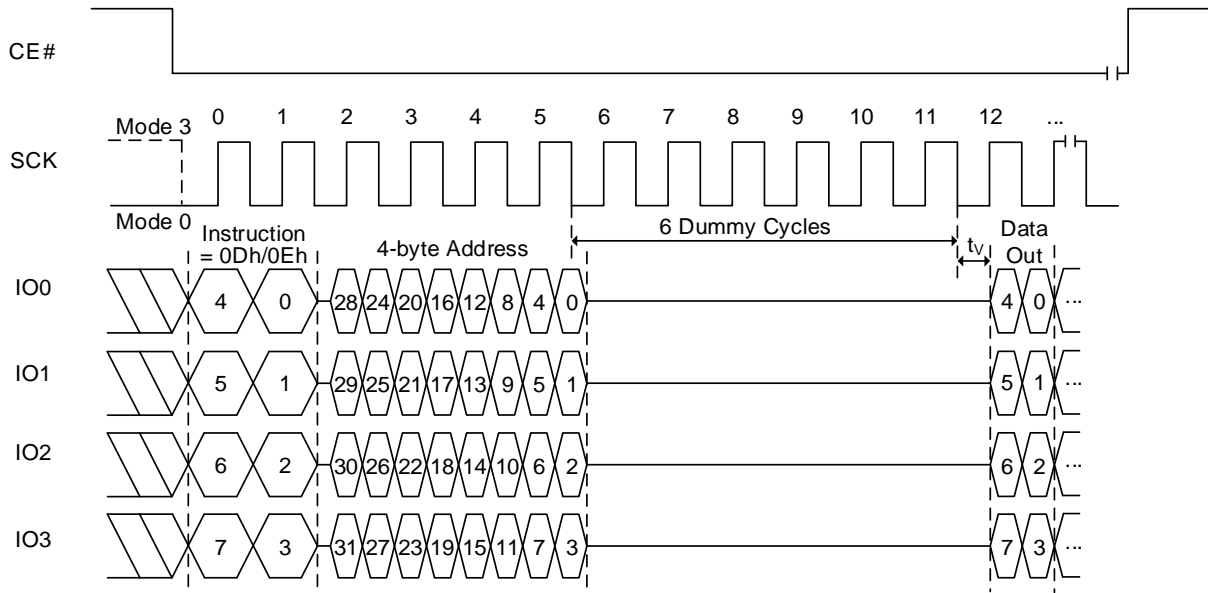 CE#
0 1 2 3 4 5 6 7 8 9 10 11 12 ...
Mode 3
SCK
Mode 0
Instruction
= 0Dh/0Eh
4-byte Address
6 Dummy Cycles
tV
Data
Out
IO0 4 0 28 24 20 16 12 8 4 0 4 0 ...
IO1 5 1 29 25 21 17 13 9 5 1 5 1 ...
IO2 6 2 30 26 22 18 14 10 6 2 6 2 ...
IO3 7 3 31 27 23 19 15 11 7 3 7 3 ...